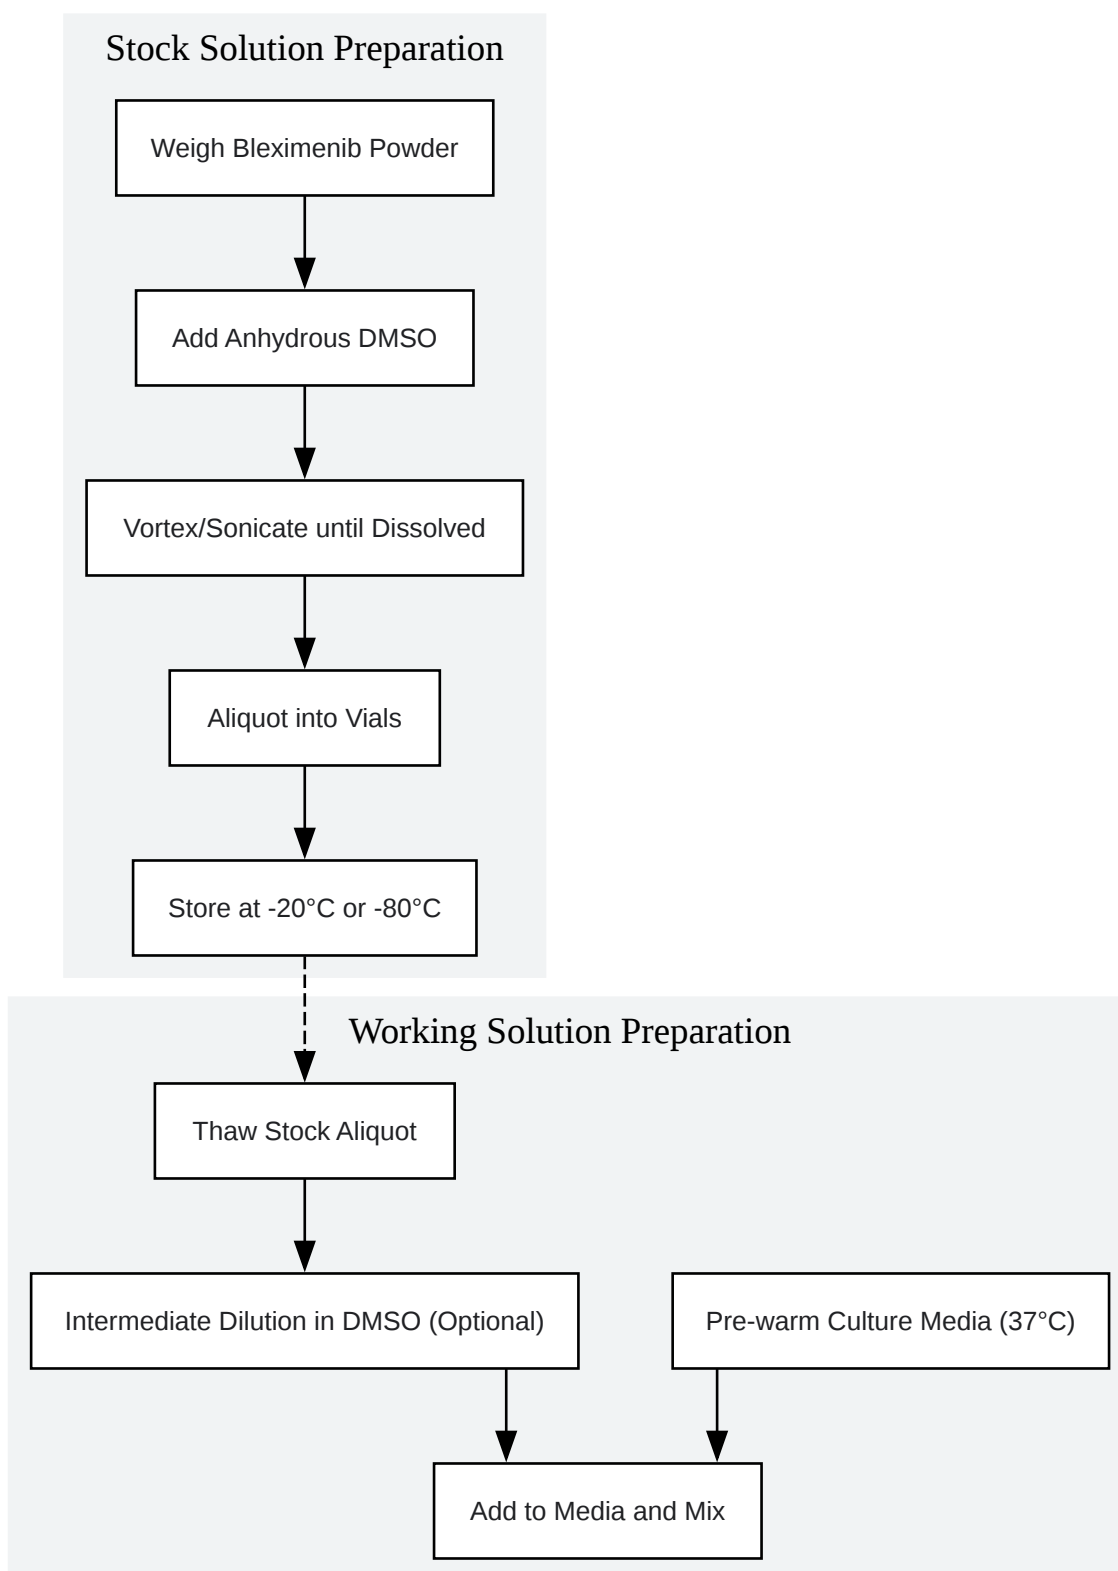 Stock Solution Preparation
Weigh Bleximenib Powder
Add Anhydrous DMSO
Vortex/Sonicate until Dissolved
Aliquot into Vials
Store at -20°C or -80°C
Working Solution Preparation
Thaw Stock Aliquot
Intermediate Dilution in DMSO (Optional)
Pre-warm Culture Media (37°C)
Add to Media and Mix